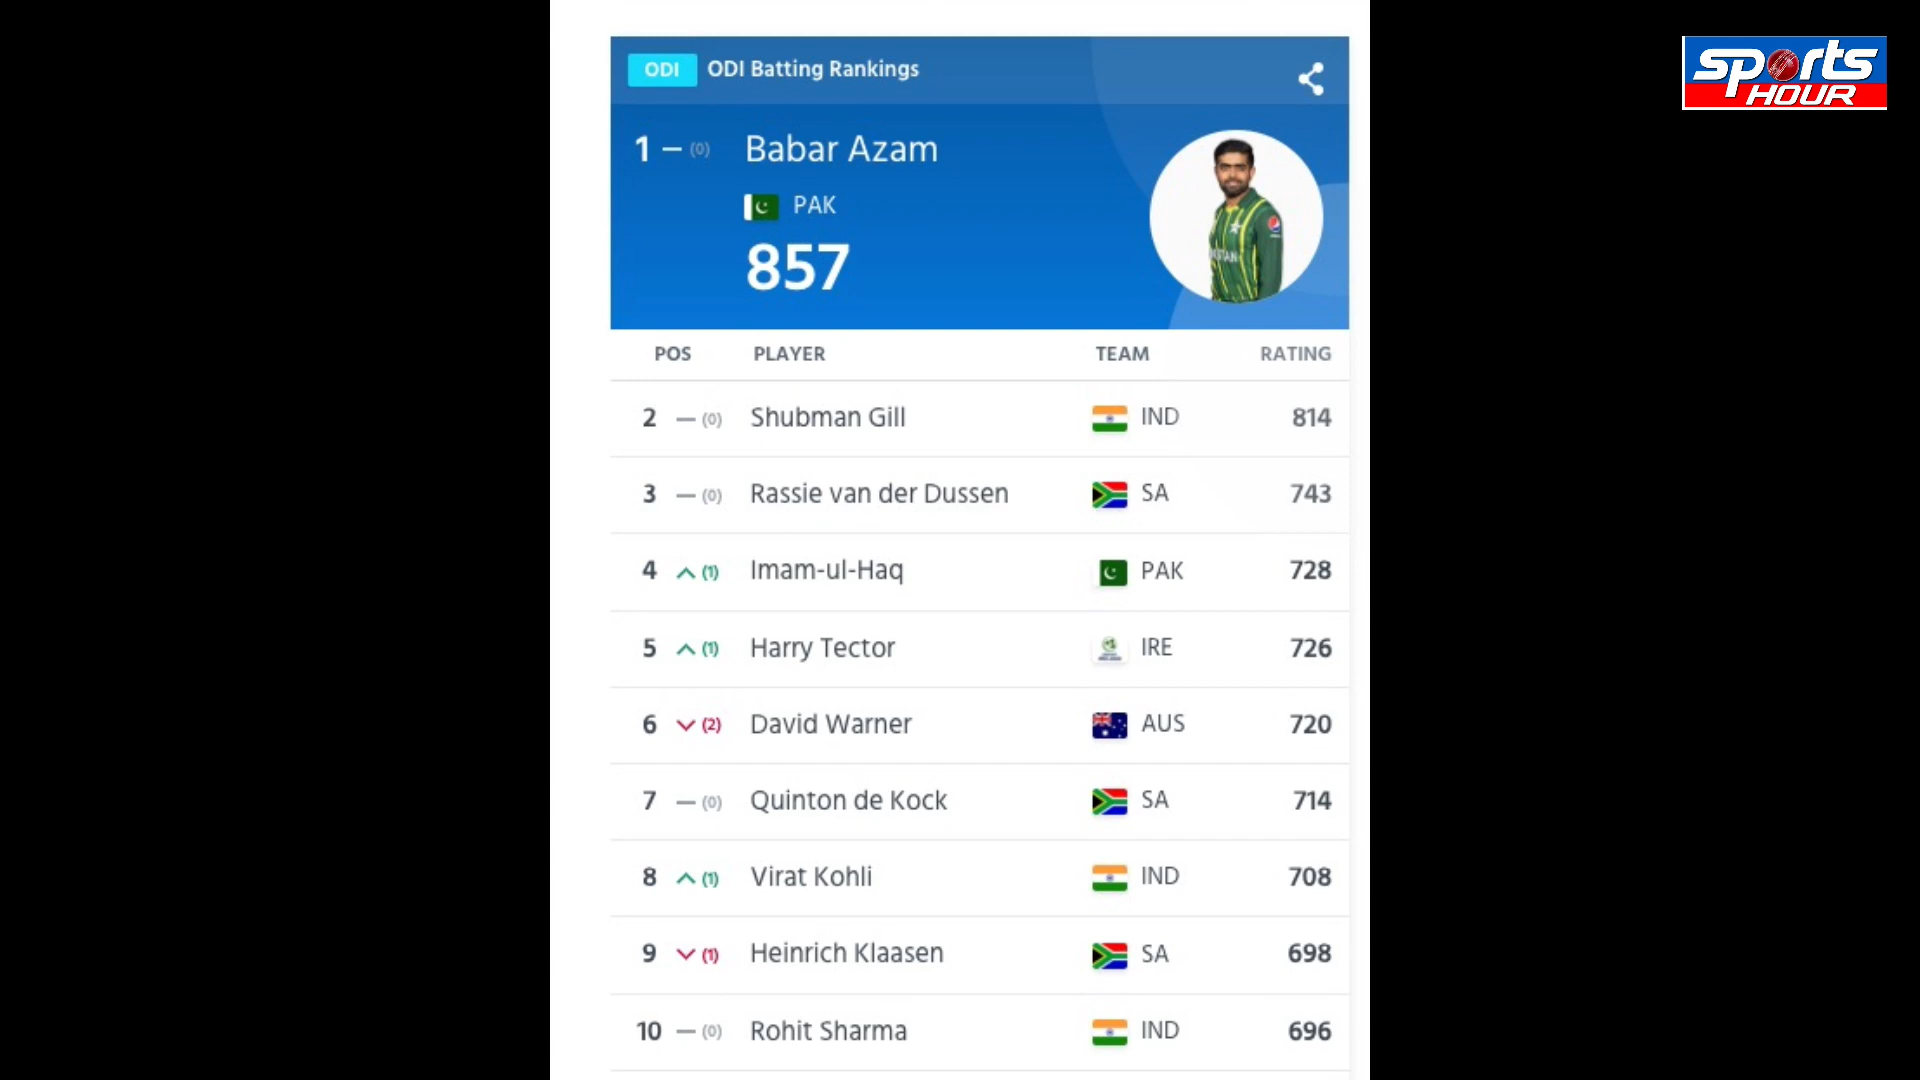 sports
HOUR
ODI ODI Batting Rankings
1 — (0) Babar Azam
PAK
857
POS PLAYER TEAM RATING
2 — (0) Shubman Gill IND 814
3 — (0) Rassie van der Dussen SA 743
4 (1) Imam-ul-Haq PAK 728
5 (1) Harry Tector IRE 726
6 (2) David Warner AUS 720
7 — (0) Quinton de Kock SA 714
8 (1) Virat Kohli IND 708
9 (1) Heinrich Klaasen SA 698
10 — (0) Rohit Sharma IND 696